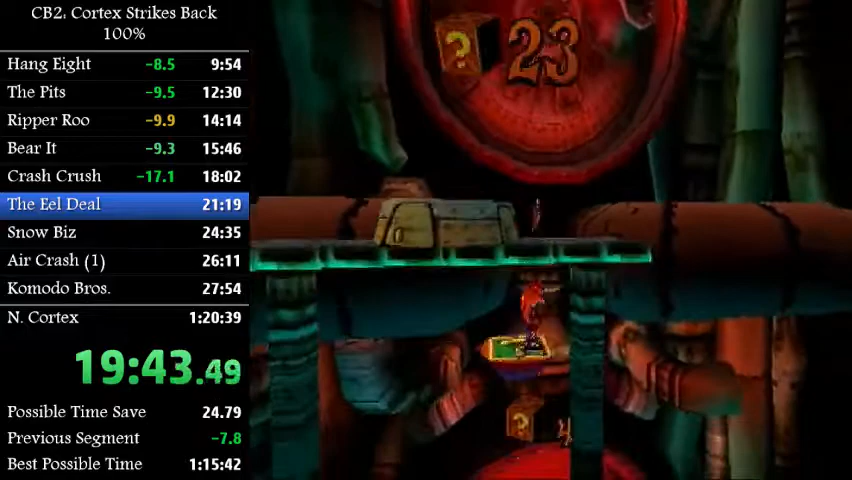 CB2: Cortex Strikes Back
100%
Hang Eight -8.5 9:54
The Pits -9.5 12:30
Ripper Roo -9.9 14:14
Bear It -9.3 15:46
Crash Crush -17.1 18:02
The Eel Deal 21:19
Snow Biz 24:35
Air Crash (1) 26:11
Komodo Bros. 27:54
N. Cortex 1:20:39
19:43.49
Possible Time Save 24.79
Previous Segment -7.8
Best Possible Time 1:15:42
? 23
?